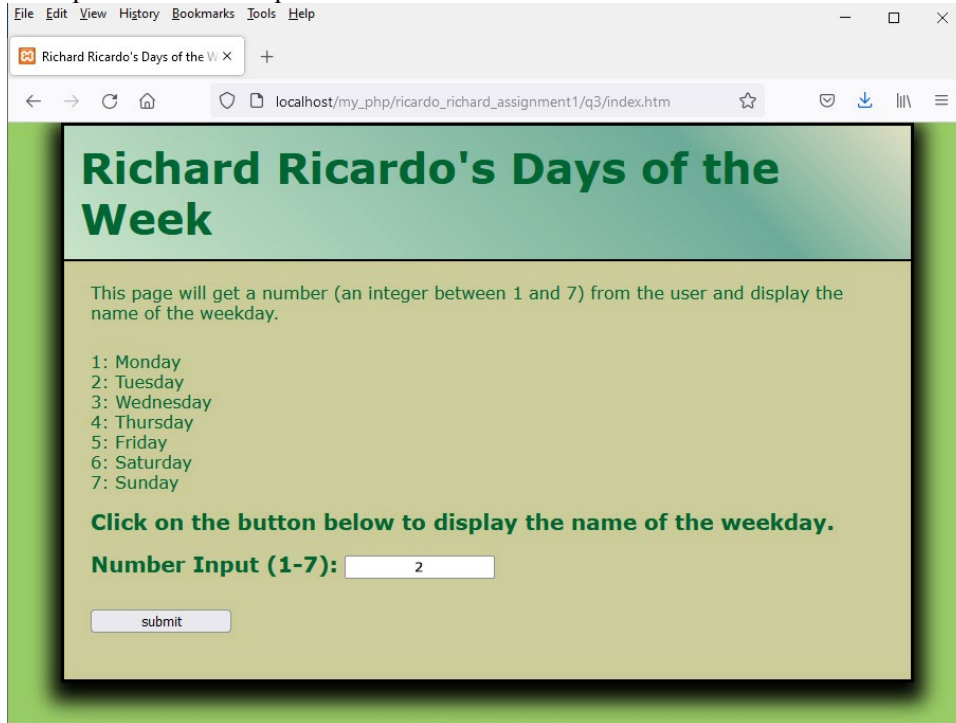 File Edit View History Bookmarks Tools Help
Richard Ricardo's Days of the W
localhost/my_php/ricardo_richard_assignment1/q3/index.htm
Richard Ricardo's Days of the
Week
This page will get a number (an integer between 1 and 7) from the user and display the
name of the weekday.
1: Monday
2: Tuesday
3: Wednesday
4: Thursday
5: Friday
6: Saturday
7: Sunday
Click on the button below to display the name of the weekday.
Number Input (1-7): 2
submit